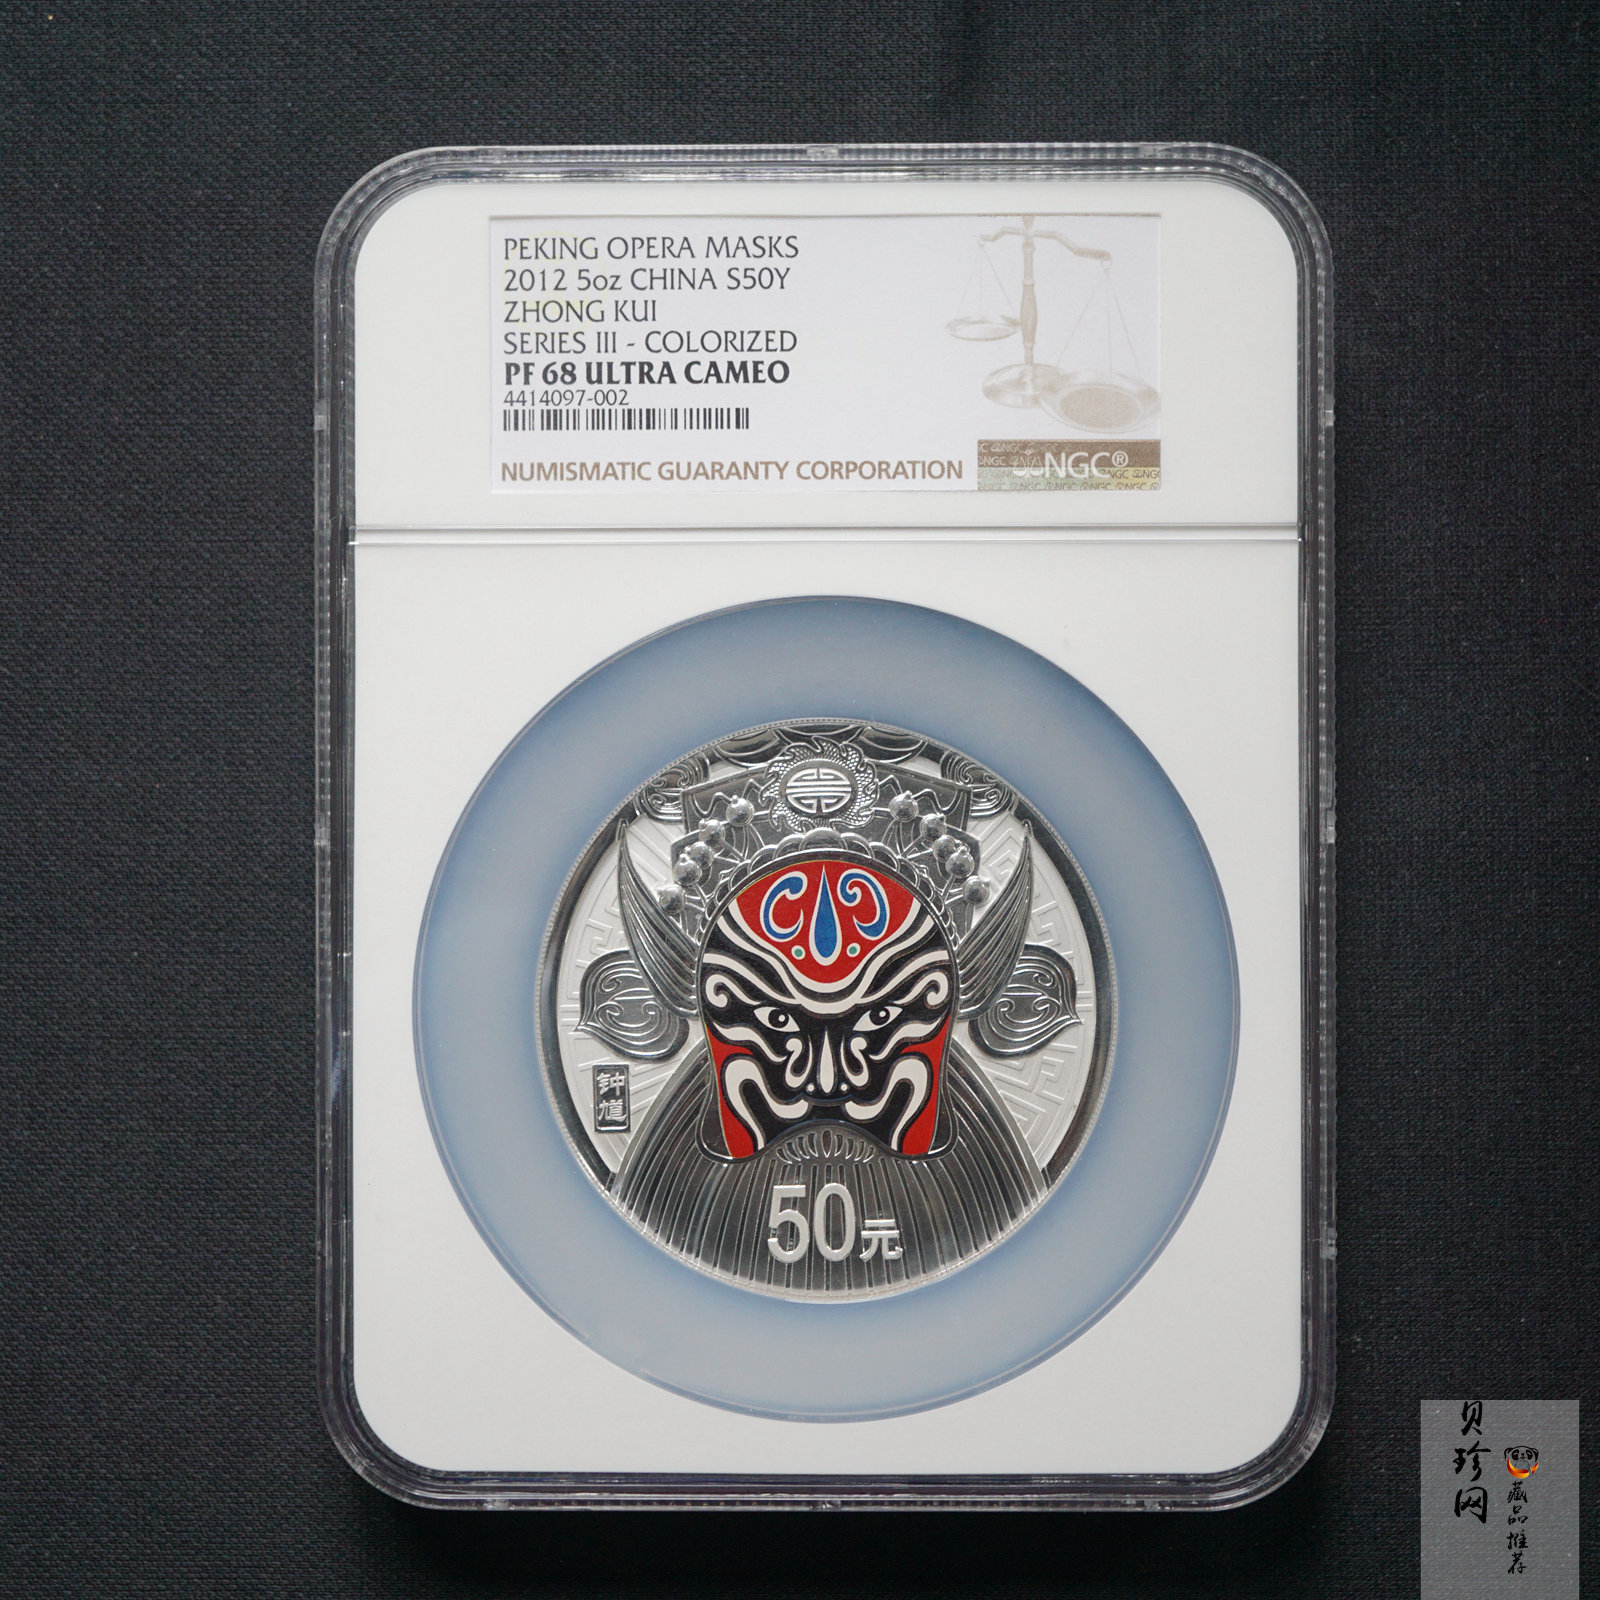 PEKING OPERA MASKS
2012 5oz CHINA S50Y
ZHONG KUI
SERIES III - COLORIZED
PF 68 ULTRA CAMEO
4414097-002
NUMISMATIC GUARANTY CORPORATION
NGC®
钟馗
50元
贝珍网
藏品推荐